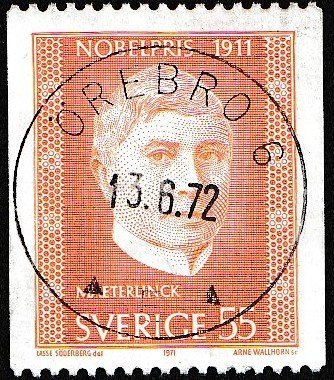 NOBELPRIS 1911
ÖREBRO 6
13.6.72
MAETERLINCK
SVERIGE 55
LASSE SÖDERBERG del 1971 ARNE WALLHORN sc